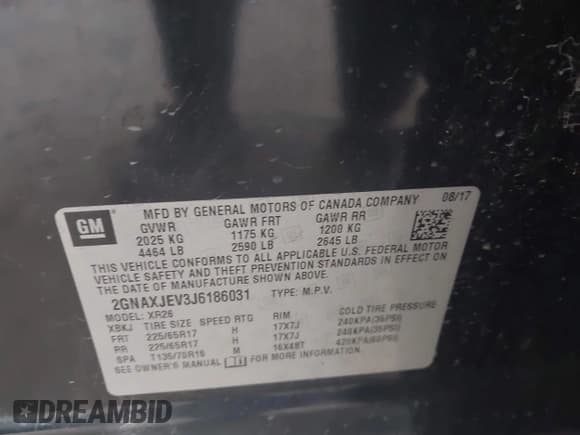 GM
MFD BY GENERAL MOTORS OF CANADA COMPANY 08/17
GVWR GAWR FRT GAWR RR
2025 KG 1175 KG 1200 KG
4464 LB 2590 LB 2645 LB
THIS VEHICLE CONFORMS TO ALL APPLICABLE U.S. FEDERAL MOTOR
VEHICLE SAFETY, BUMPER, AND THEFT PREVENTION STANDARDS IN EFFECT ON
THE DATE OF MANUFACTURE SHOWN ABOVE.
2GNAXJEV3J6186031 TYPE: M.P.V.
MODEL: XR26
XBKJ TIRE SIZE SPEED RTG RIM COLD TIRE PRESSURE
FRT 225/65R17 H 17X7J 240KPA(35PSI)
RR 225/65R17 H 17X7J 240KPA(35PSI)
SPA T135/70R16 M 16X4BT 420KPA(60PSI)
SEE OWNER'S MANUAL FOR MORE INFORMATION.
DREAMBID